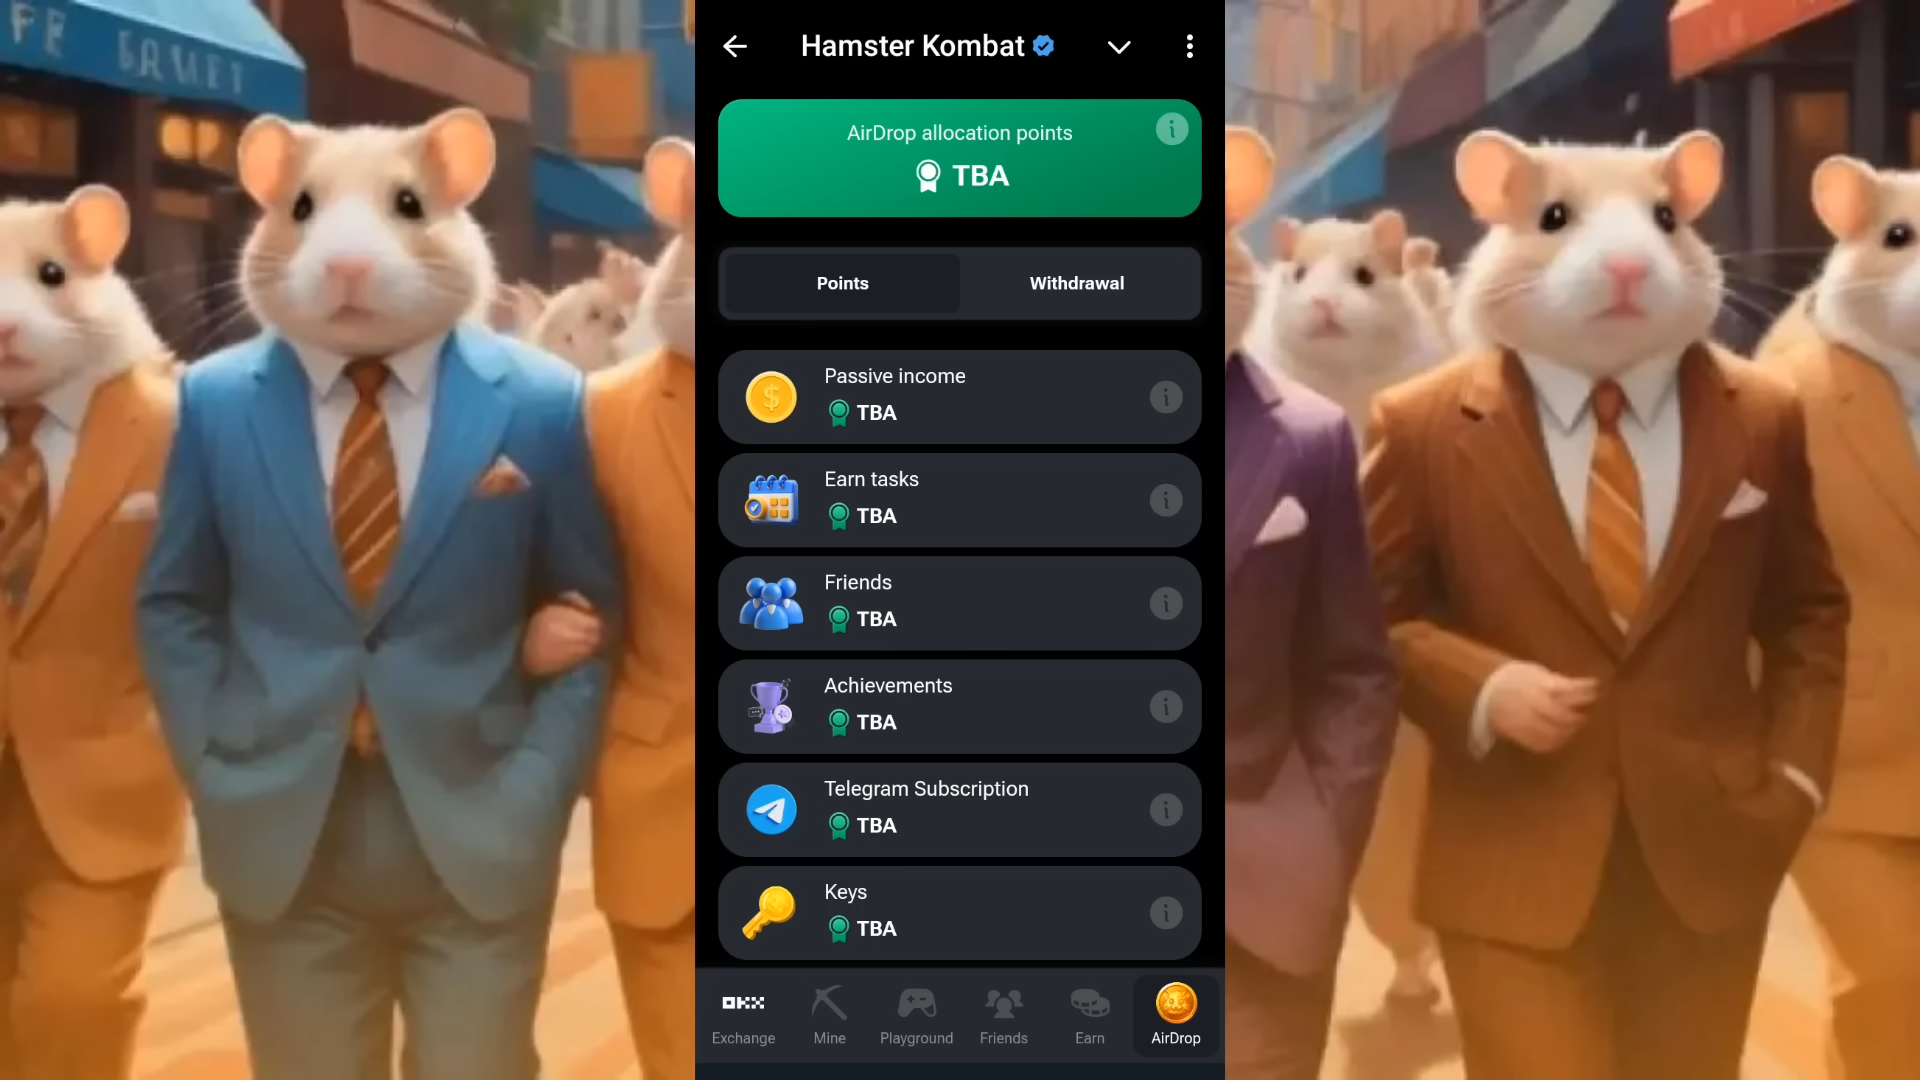 Hamster Kombat
AirDrop allocation points
TBA
Points
Withdrawal
Passive income
TBA
Earn tasks
TBA
Friends
TBA
Achievements
TBA
Telegram Subscription
TBA
Keys
TBA
OKX
Exchange
Mine
Playground
Friends
Earn
AirDrop